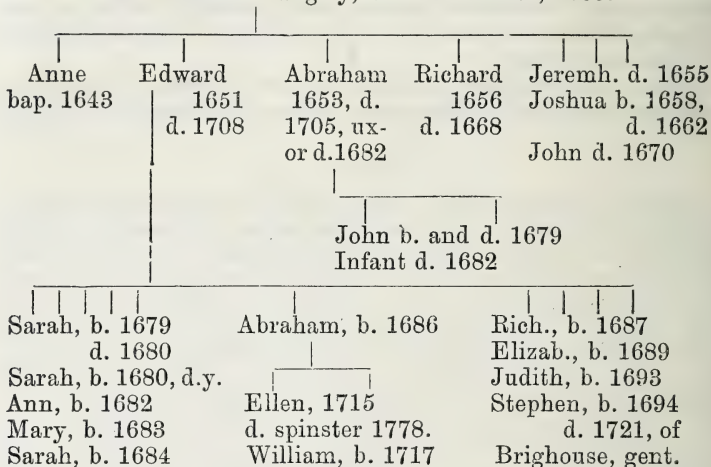 Anne Edward Abraham Richard Jeremh. d. 1655
bap. 1643 1651 1653, d. 1656 Joshua b. 1658,
d. 1708 1705, ux- d. 1668 d. 1662
or d.1682 John d. 1670
John b. and d. 1679
Infant d. 1682
Sarah, b. 1679 Abraham, b. 1686 Rich., b. 1687
d. 1680 Elizab., b. 1689
Sarah, b. 1680, d.y. Judith, b. 1693
Ann, b. 1682 Ellen, 1715 Stephen, b. 1694
Mary, b. 1683 d. spinster 1778. d. 1721, of
Sarah, b. 1684 William, b. 1717 Brighouse, gent.